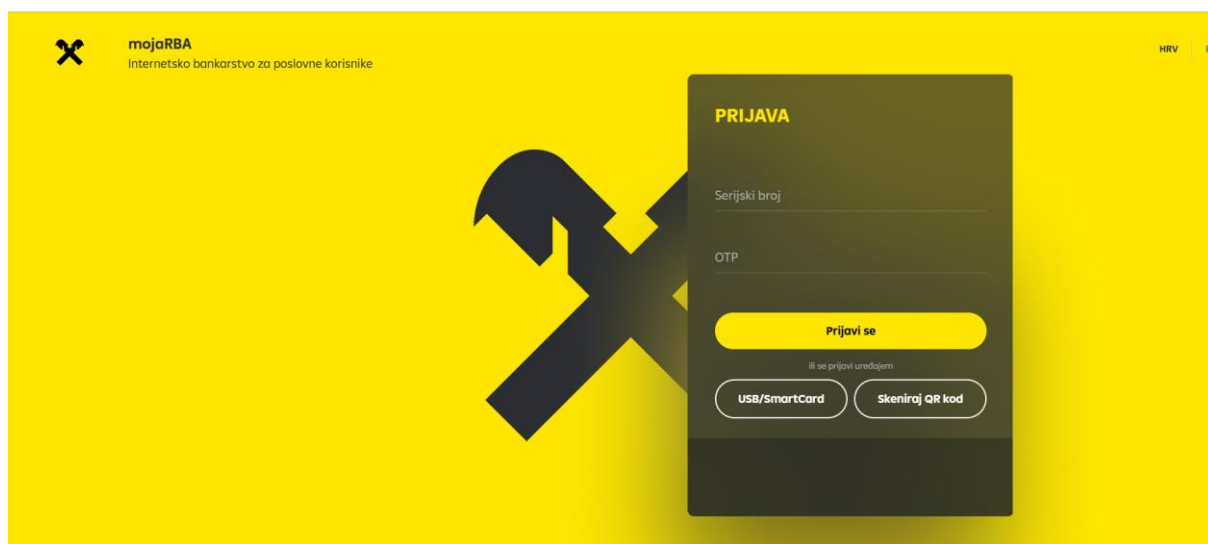 mojaRBA
Internetsko bankarstvo za poslovne korisnike
HRV
PRIJAVA
Serijski broj
OTP
Prijavi se
ili se prijavi uređajem
USB/SmartCard
Skeniraj QR kod